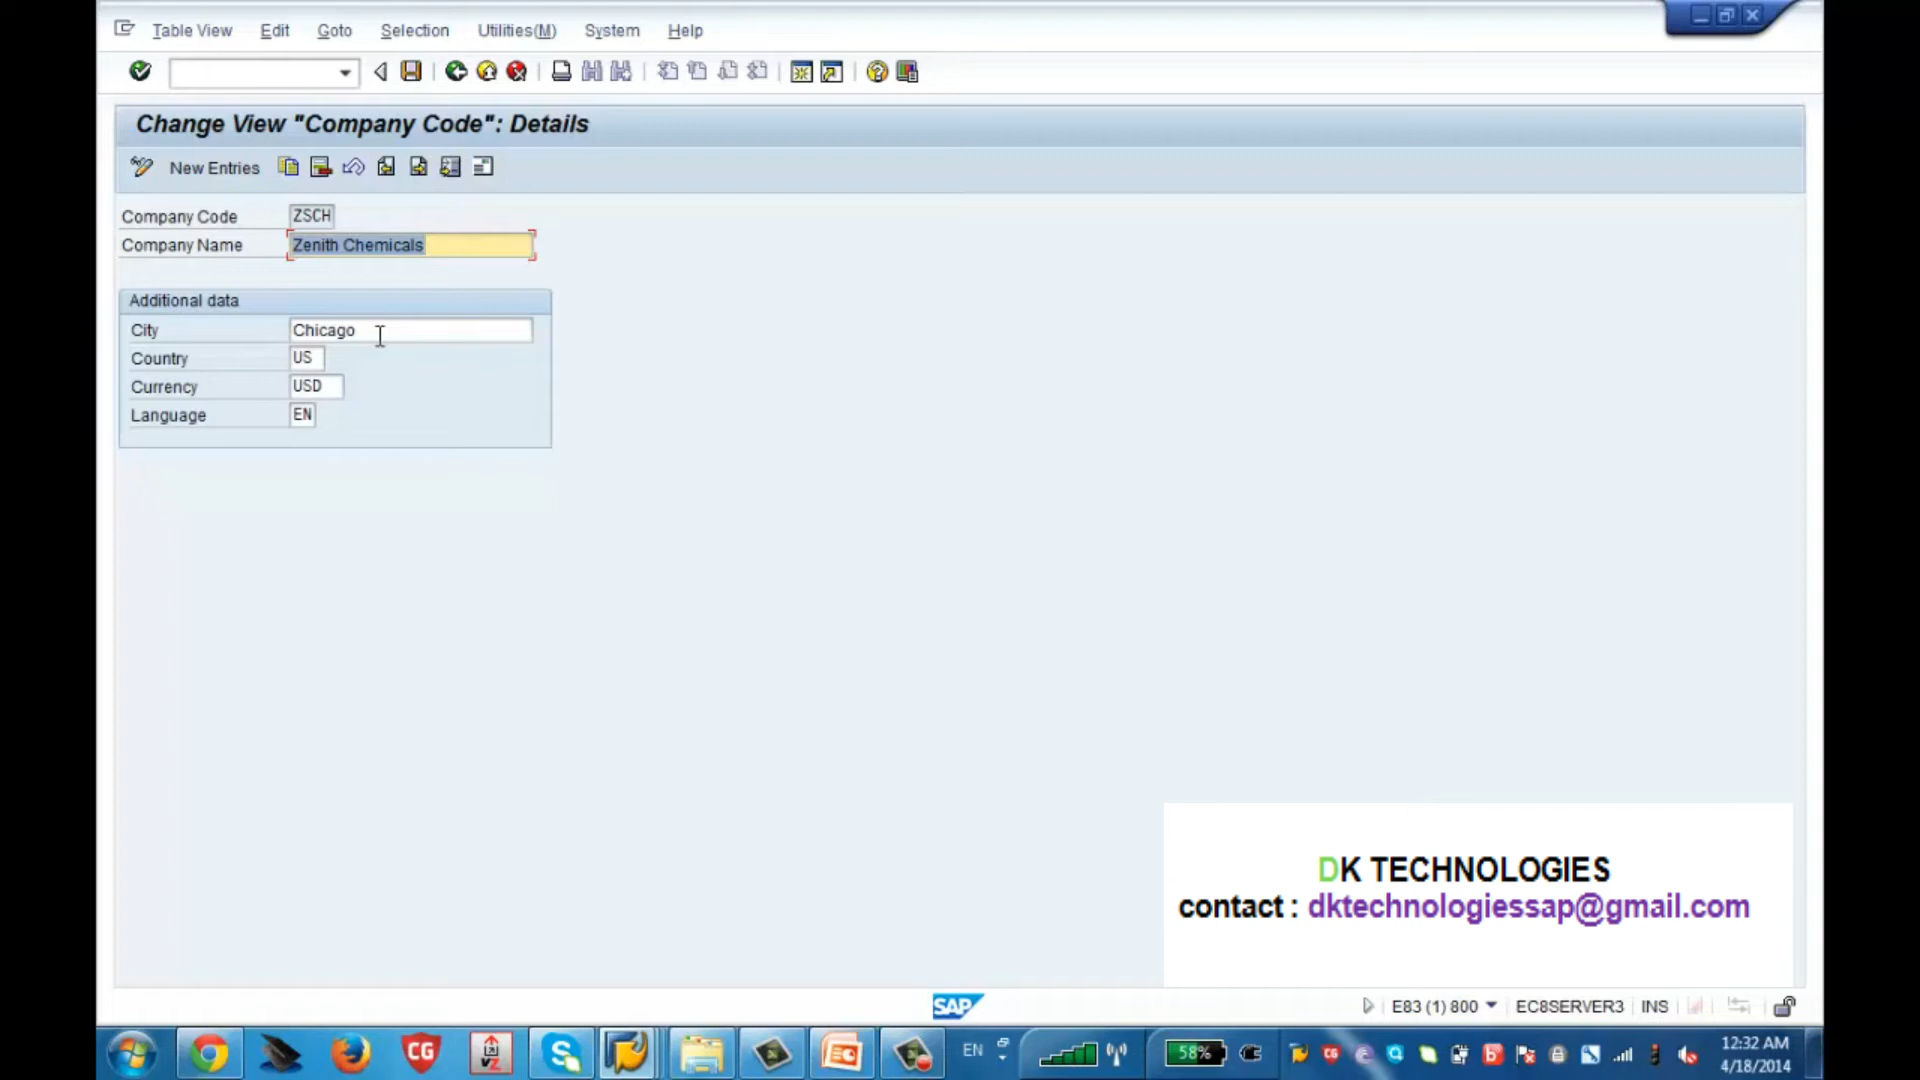 Table View Edit Goto Selection Utilities(M) System Help
Change View "Company Code": Details
New Entries
Company Code ZSCH
Company Name Zenith Chemicals
Additional data
City Chicago
Country US
Currency USD
Language EN
DK TECHNOLOGIES
contact : dktechnologiessap@gmail.com
SAP E83 (1) 800 EC8SERVER3 INS
CG EN 58% CG 12:32 AM
4/18/2014